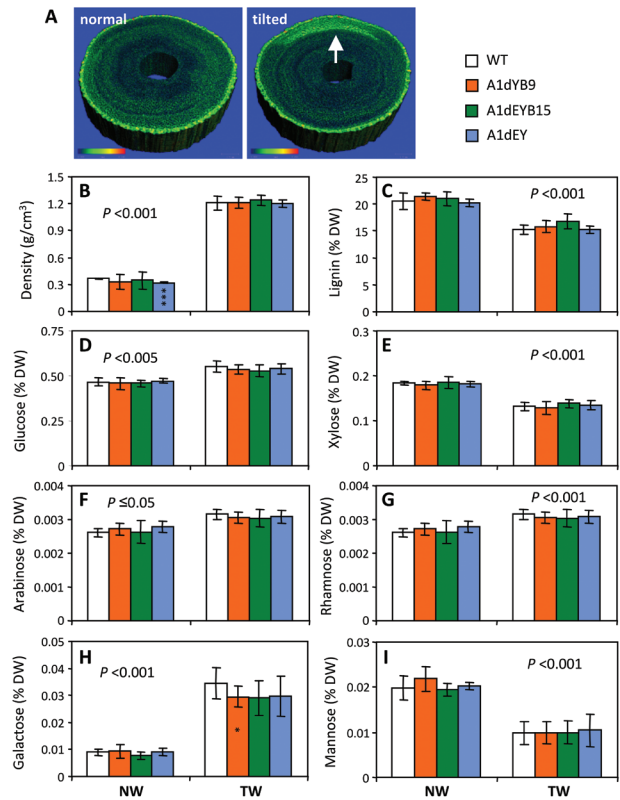 A
normal
tilted
WT
A1dYB9
A1dEYB15
A1dEY
B
Density (g/cm³)
1.5
1.2
0.9
0.6
0.3
0
P <0.001
***
C
Lignin (% DW)
25
20
15
10
5
0
P <0.001
D
Glucose (% DW)
0.75
0.50
0.25
0
P <0.005
E
Xylose (% DW)
0.3
0.2
0.1
0
P <0.001
F
Arabinose (% DW)
0.004
0.003
0.002
0.001
0
P ≤0.05
G
Rhamnose (% DW)
0.004
0.003
0.002
0.001
0
P <0.001
H
Galactose (% DW)
0.05
0.04
0.03
0.02
0.01
0
P <0.001
*
NW
TW
I
Mannose (% DW)
0.03
0.02
0.01
0
P <0.001
NW
TW